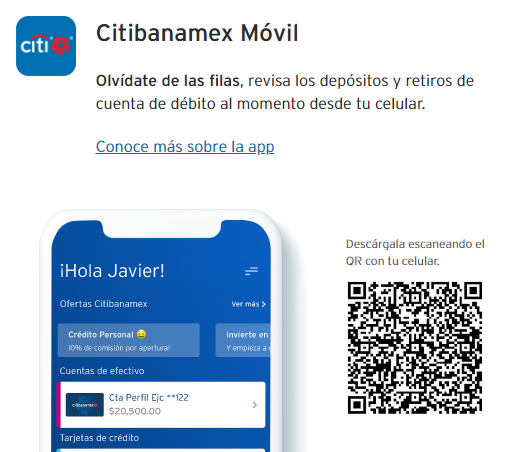 citi
Citibanamex Móvil
Olvídate de las filas, revisa los depósitos y retiros de
cuenta de débito al momento desde tu celular.
Conoce más sobre la app
¡Hola Javier!
Ofertas Citibanamex
Ver más
Crédito Personal 😄
¡0% de comisión por apertura!
Invierte en
Y empieza a
Cuentas de efectivo
citibanamex
Cta Perfil Ejc **122
$20,500.00
Tarjetas de crédito
Descárgala escaneando el
QR con tu celular.